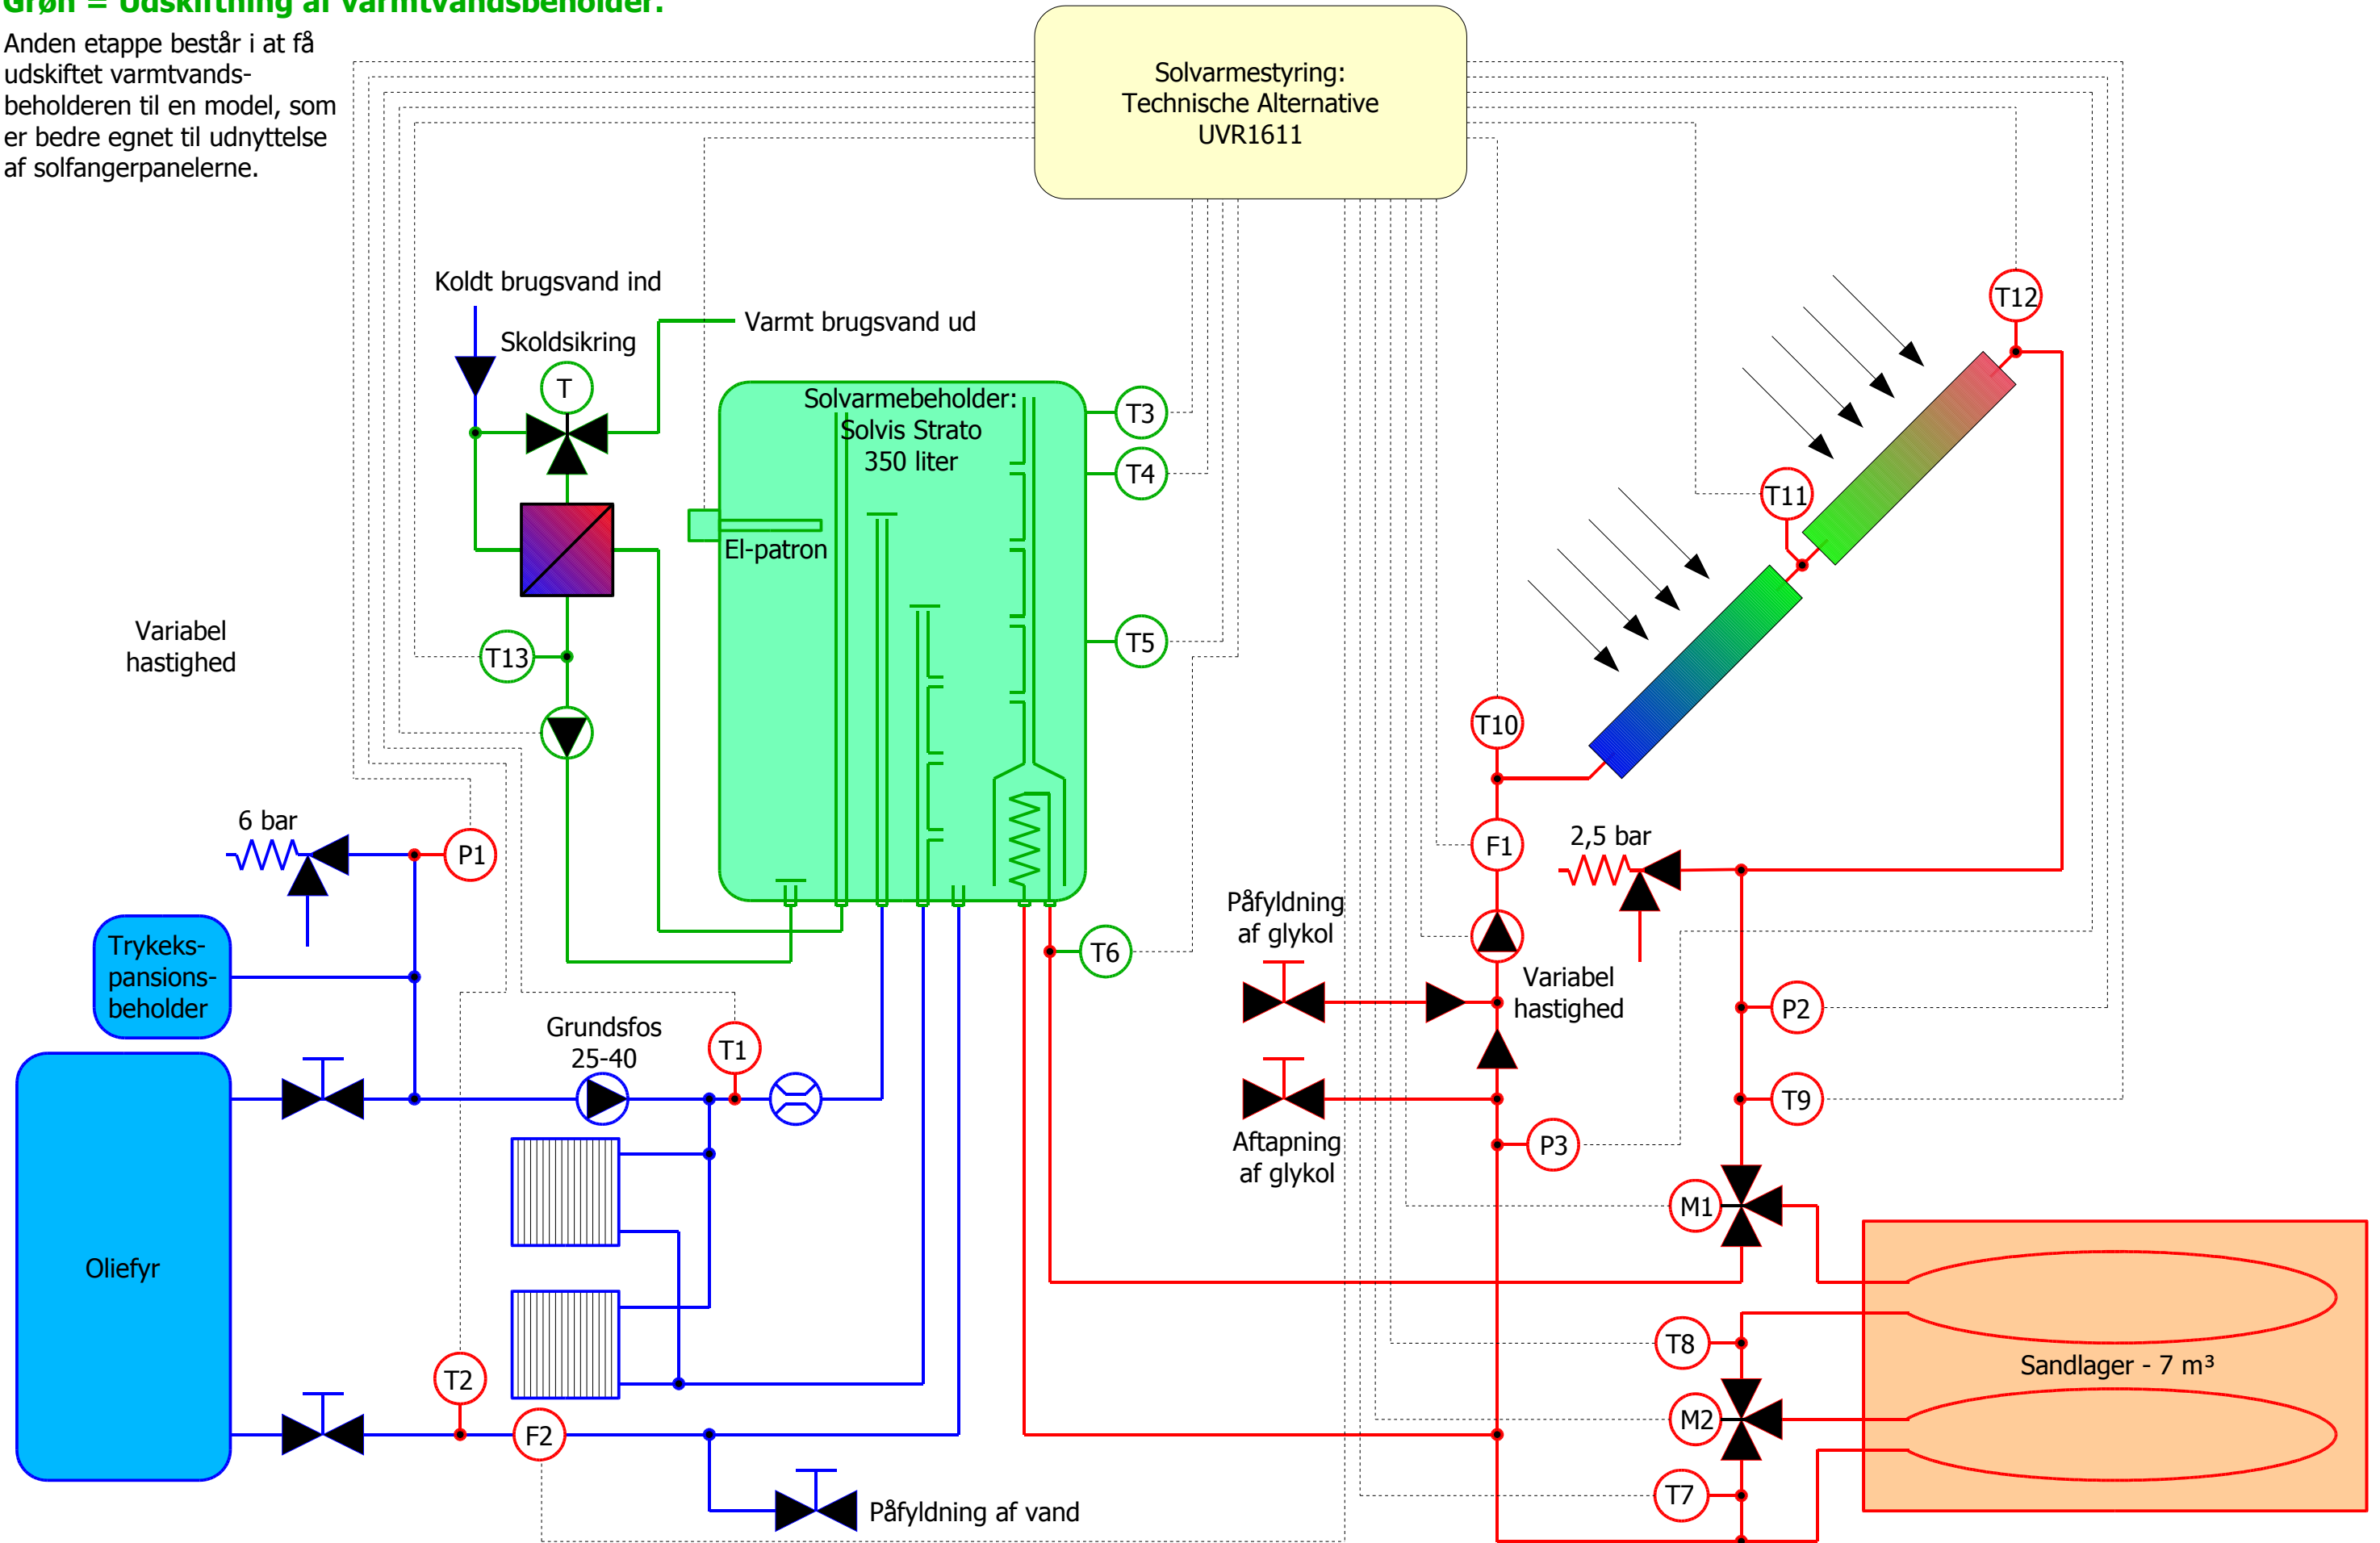 Grøn = Udskiftning af varmtvandsbeholder.
Anden etappe består i at få
udskiftet varmtvands-
beholderen til en model, som
er bedre egnet til udnyttelse
af solfangerpanelerne.
Solvarmestyring:
Technische Alternative
UVR1611
Koldt brugsvand ind
Varmt brugsvand ud
Skoldsikring
T
T12
Solvarmebeholder:
Solvis Strato
350 liter
T3
T4
T11
El-patron
Variabel
hastighed
T13
T5
T10
6 bar
P1
2,5 bar
F1
Påfyldning
af glykol
Trykeks-
pansions-
beholder
T6
Variabel
hastighed
P2
Grundsfos
25-40
T1
T9
Aftapning
af glykol
P3
M1
Oliefyr
T8
Sandlager - 7 m³
T2
M2
F2
T7
Påfyldning af vand